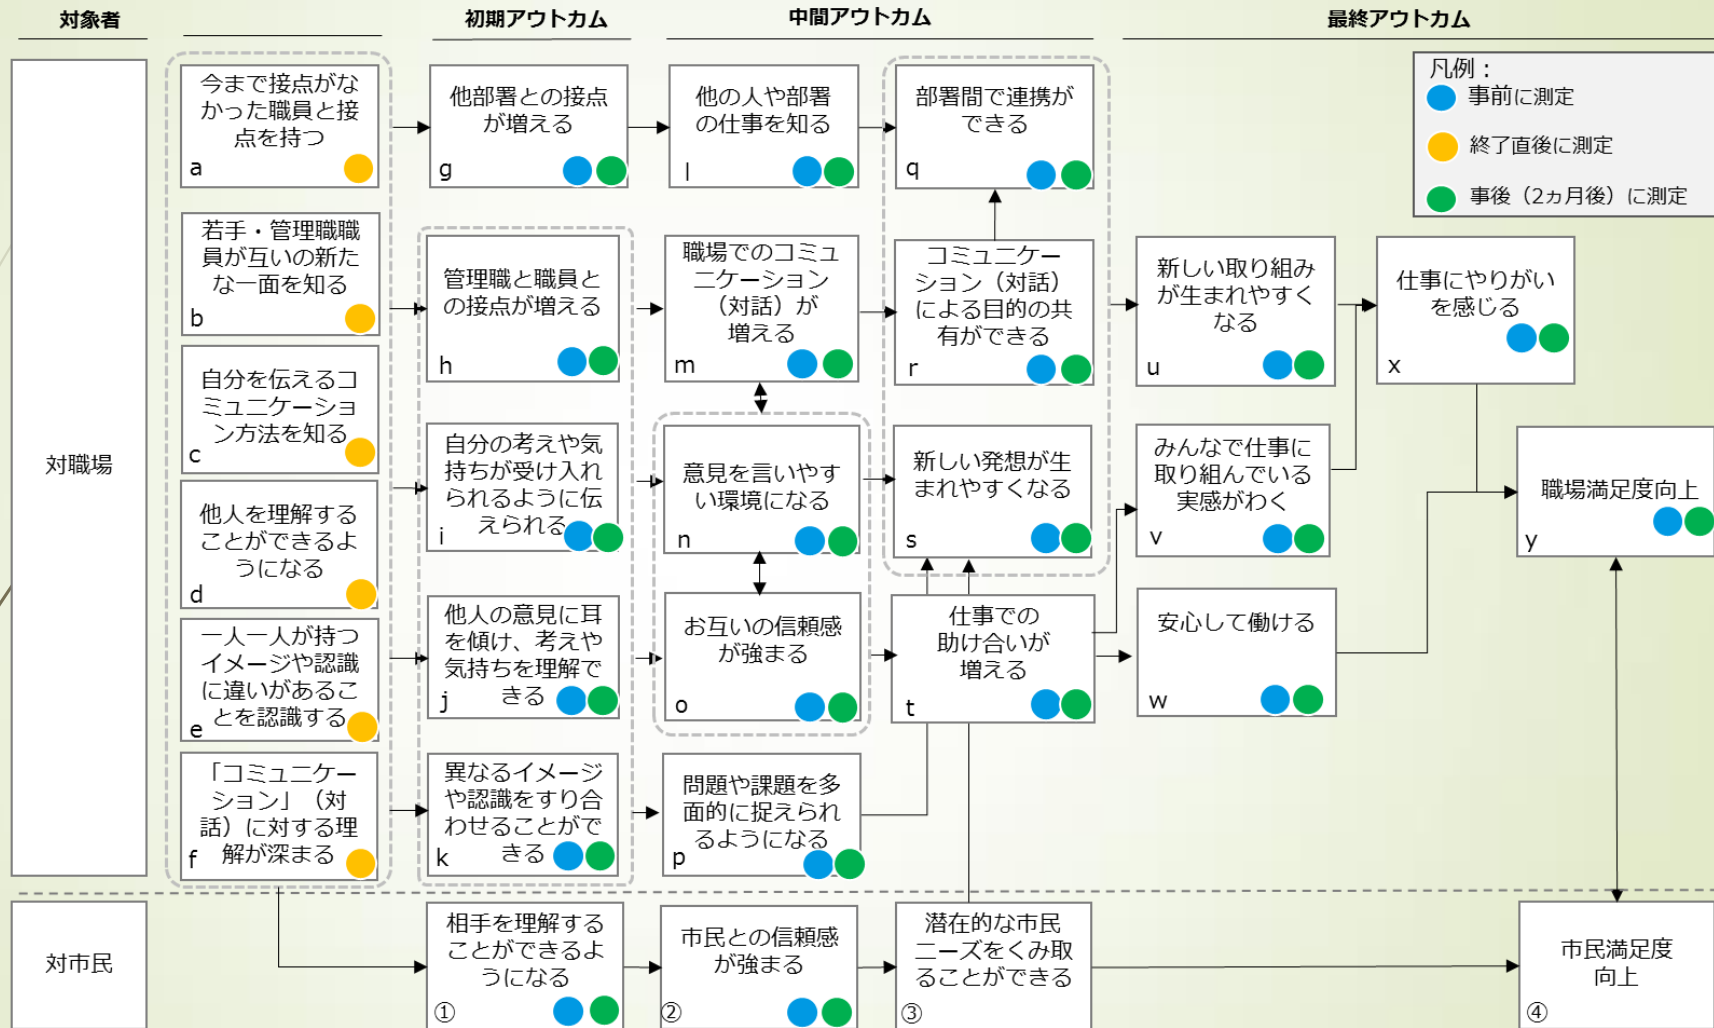 対象者
初期アウトカム
中間アウトカム
最終アウトカム
凡例：
事前に測定
終了直後に測定
事後（2ヵ月後）に測定
対職場
今まで接点がな
かった職員と接
点を持つ
a
若手・管理職職
員が互いの新た
な一面を知る
b
自分を伝えるコ
ミュニケーショ
ン方法を知る
c
他人を理解する
ことができるよ
うになる
d
一人一人が持つ
イメージや認識
に違いがあるこ
とを認識する
e
「コミュニケー
ション」（対
話）に対する理
解が深まる
f
他部署との接点
が増える
g
管理職と職員と
の接点が増える
h
自分の考えや気
持ちが受け入れ
られるように伝
えられる
i
他人の意見に耳
を傾け、考えや
気持ちを理解で
きる
j
異なるイメージ
や認識をすり合
わせることがで
きる
k
他の人や部署
の仕事を知る
l
職場でのコミュ
ニケーション
（対話）が
増える
m
意見を言いやす
い環境になる
n
お互いの信頼感
が強まる
o
問題や課題を多
面的に捉えられ
るようになる
p
部署間で連携が
できる
q
コミュニケー
ション（対話）
による目的の共
有ができる
r
新しい発想が生
まれやすくなる
s
仕事での
助け合いが
増える
t
新しい取り組み
が生まれやすく
なる
u
みんなで仕事に
取り組んでいる
実感がわく
v
安心して働ける
w
仕事にやりがい
を感じる
x
職場満足度向上
y
対市民
相手を理解する
ことができるよ
うになる
①
市民との信頼感
が強まる
②
潜在的な市民
ニーズをくみ取
ることができる
③
市民満足度
向上
④